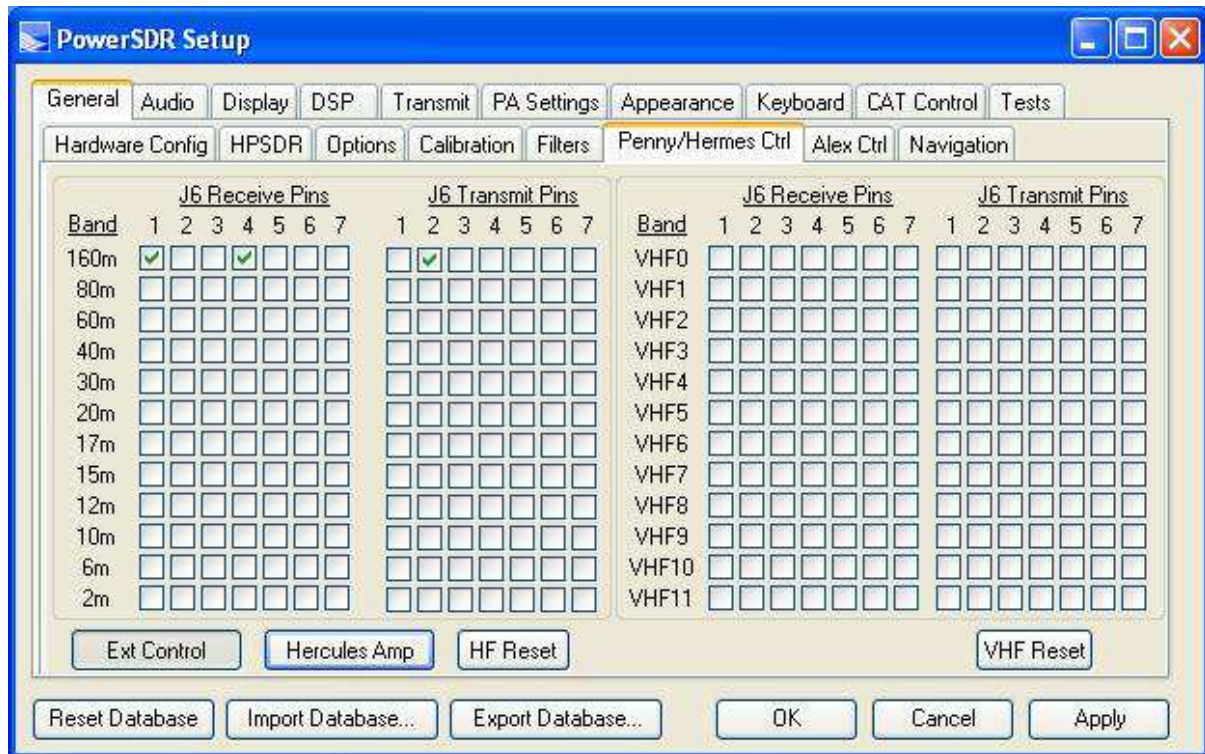 PowerSDR Setup
General Audio Display DSP Transmit PA Settings Appearance Keyboard CAT Control Tests
Hardware Config HPSDR Options Calibration Filters Penny/Hermes Ctrl Alex Ctrl Navigation
J6 Receive Pins J6 Transmit Pins J6 Receive Pins J6 Transmit Pins
Band 1 2 3 4 5 6 7 1 2 3 4 5 6 7 Band 1 2 3 4 5 6 7 1 2 3 4 5 6 7
160m VHF0
80m VHF1
60m VHF2
40m VHF3
30m VHF4
20m VHF5
17m VHF6
15m VHF7
12m VHF8
10m VHF9
6m VHF10
2m VHF11
Ext Control Hercules Amp HF Reset VHF Reset
Reset Database Import Database... Export Database... OK Cancel Apply